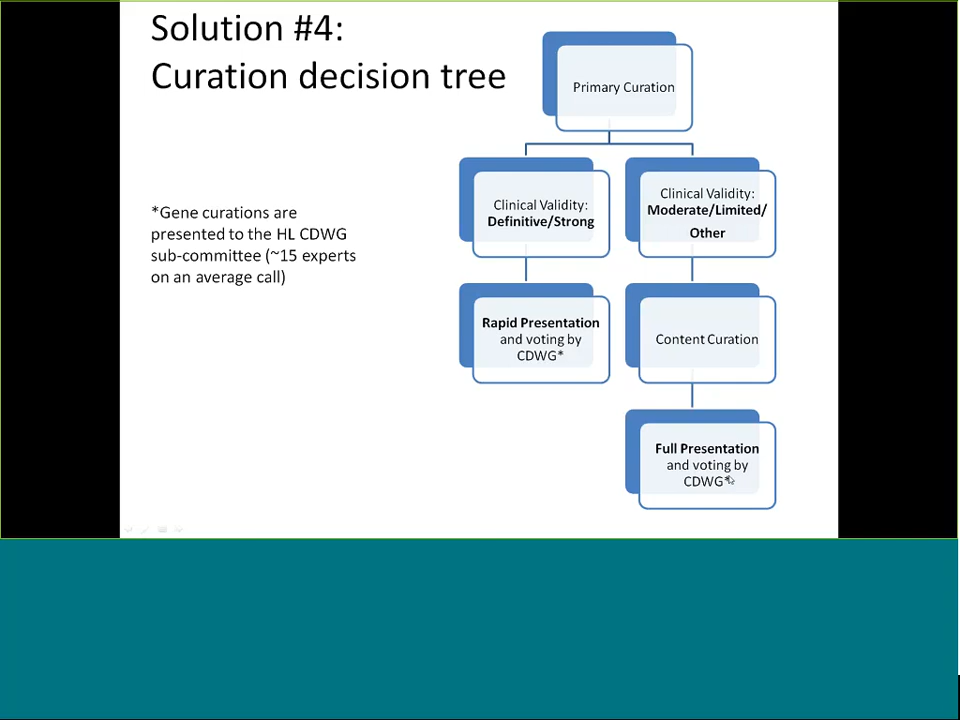 Solution #4:
Curation decision tree
*Gene curations are
presented to the HL CDWG
sub-committee (~15 experts
on an average call)
Primary Curation
Clinical Validity:
Definitive/Strong
Clinical Validity:
Moderate/Limited/
Other
Rapid Presentation
and voting by
CDWG*
Content Curation
Full Presentation
and voting by
CDWG*